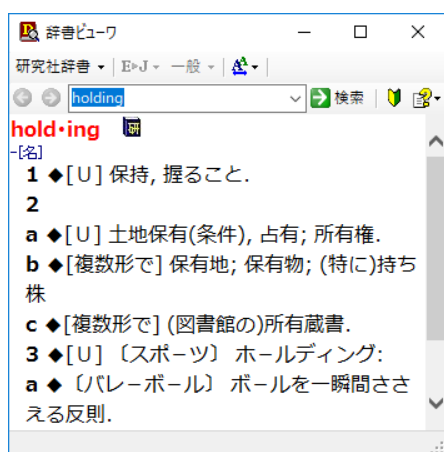 辞書ビューワ
研究社辞書 E▸J 一般 A
holding 検索
hold・ing 研
-[名]
1 ◆[U] 保持, 握ること.
2
a ◆[U] 土地保有(条件), 占有; 所有権.
b ◆[複数形で] 保有地; 保有物; (特に)持ち
株
c ◆[複数形で] (図書館の)所有蔵書.
3 ◆[U] 〔スポーツ〕 ホールディング:
a ◆ 〔バレーボール〕 ボールを一瞬間ささ
える反則.